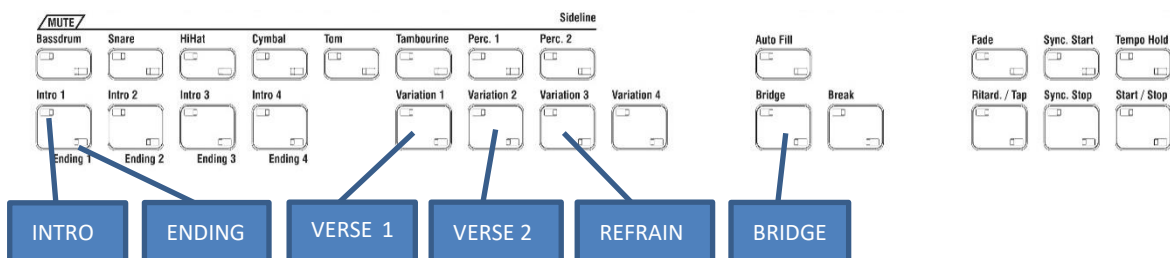 MUTE Sideline
Bassdrum Snare HiHat Cymbal Tom Tambourine Perc. 1 Perc. 2 Auto Fill Fade Sync. Start Tempo Hold
Intro 1 Intro 2 Intro 3 Intro 4 Variation 1 Variation 2 Variation 3 Variation 4 Bridge Break Ritard. / Tap Sync. Stop Start / Stop
Ending 1 Ending 2 Ending 3 Ending 4
INTRO ENDING VERSE 1 VERSE 2 REFRAIN BRIDGE